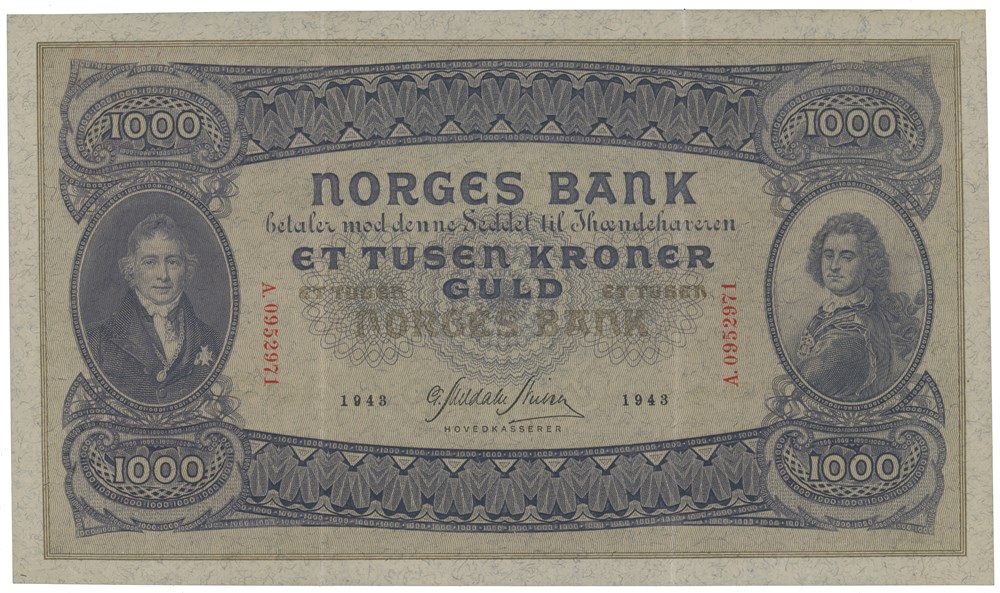 1000 1000
NORGES BANK
betaler mod denne Seddel til Ihændehaveren
ET TUSEN KRONER
ET TUSEN GULD ET TUSEN
NORGES BANK
A. 0952971
A. 0952971
1943 1943
HOVEDKASSERER
1000 1000